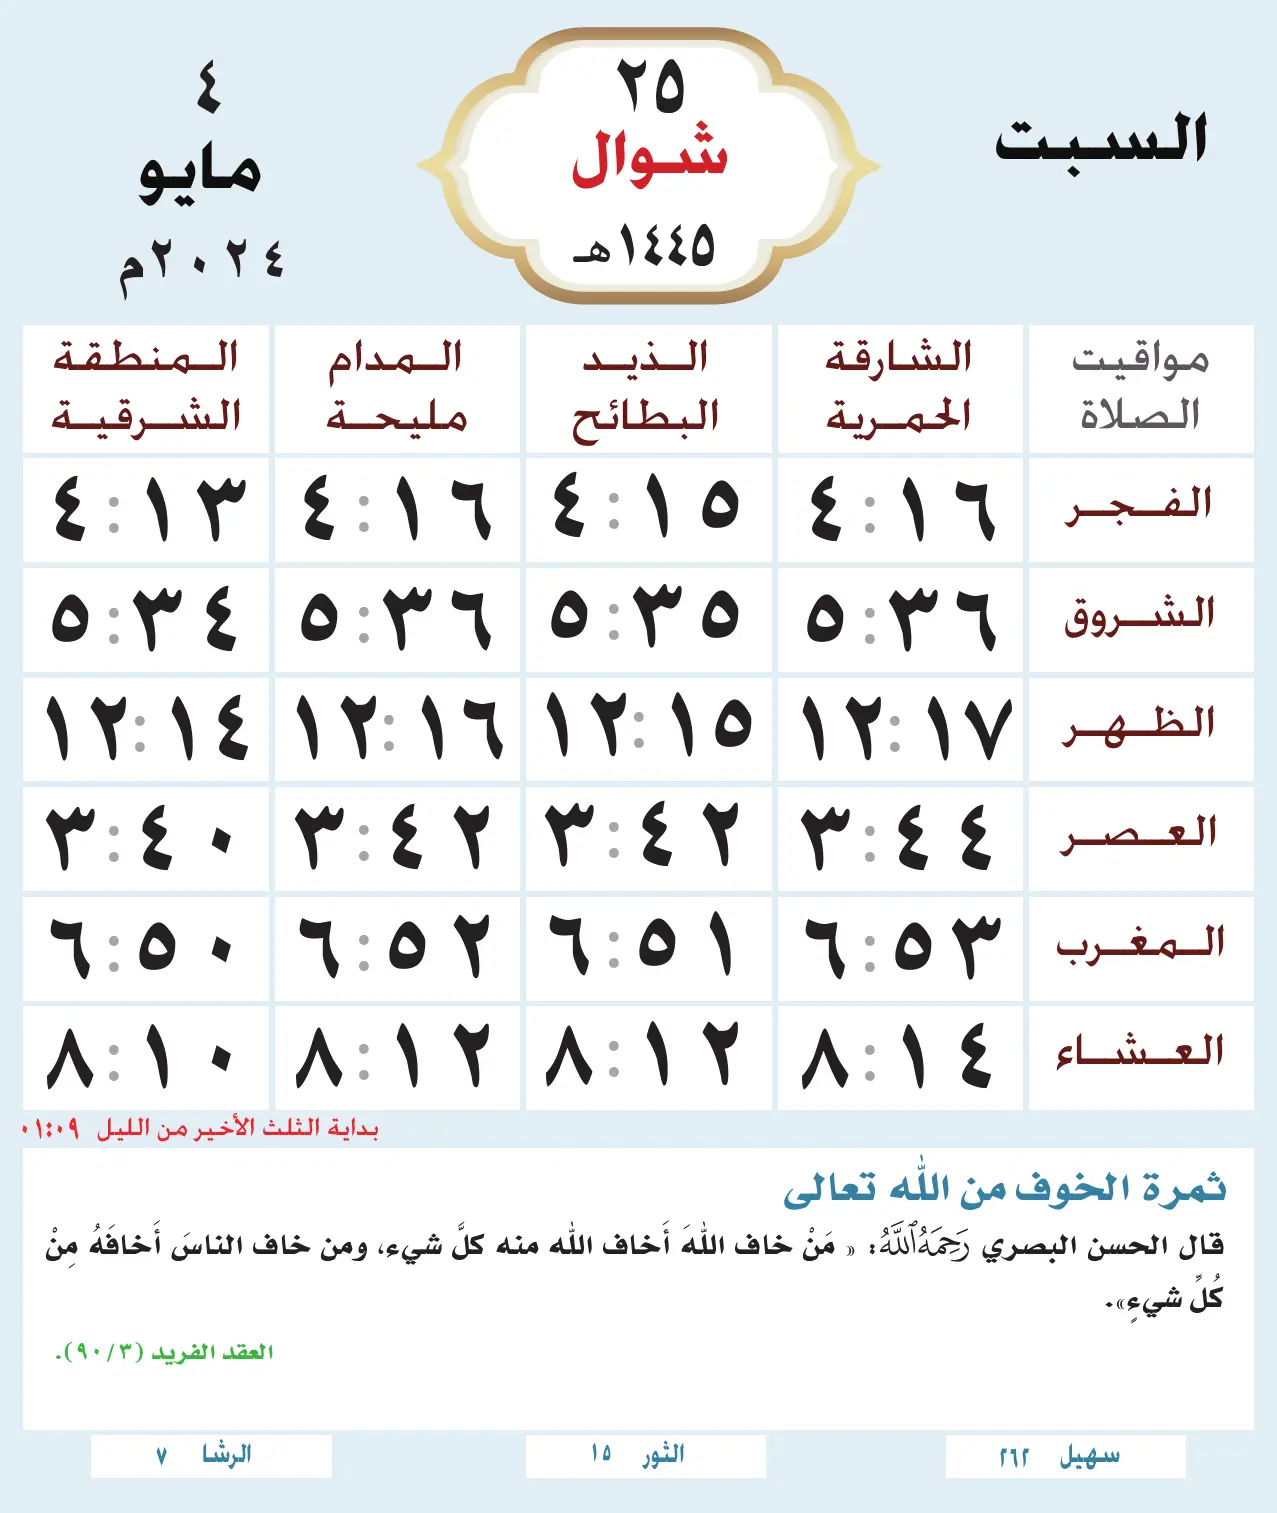 السبت
٢٥
شوال
١٤٤٥هـ
٤
مايو
٢٠٢٤م
مواقيت الصلاة
الشارقة الحمرية
الذيد البطائح
المدام مليحة
المنطقة الشرقية
الفجر ٤:١٦ ٤:١٥ ٤:١٦ ٤:١٣
الشروق ٥:٣٦ ٥:٣٥ ٥:٣٦ ٥:٣٤
الظهر ١٢:١٧ ١٢:١٥ ١٢:١٦ ١٢:١٤
العصر ٣:٤٤ ٣:٤٢ ٣:٤٢ ٣:٤٠
المغرب ٦:٥٣ ٦:٥١ ٦:٥٢ ٦:٥٠
العشاء ٨:١٤ ٨:١٢ ٨:١٢ ٨:١٠
بداية الثلث الأخير من الليل ٠١:٠٩
ثمرة الخوف من الله تعالى
قال الحسن البصري رَحِمَهُ ٱللَّهُ: « مَنْ خاف اللهَ أَخاف الله منه كلَّ شيء، ومن خاف الناسَ أَخافَهُ مِنْ
كُلِّ شيءٍ».
العقد الفريد (٣/٩٠).
سهيل ٢٦٢
الثور ١٥
الرشا ٧